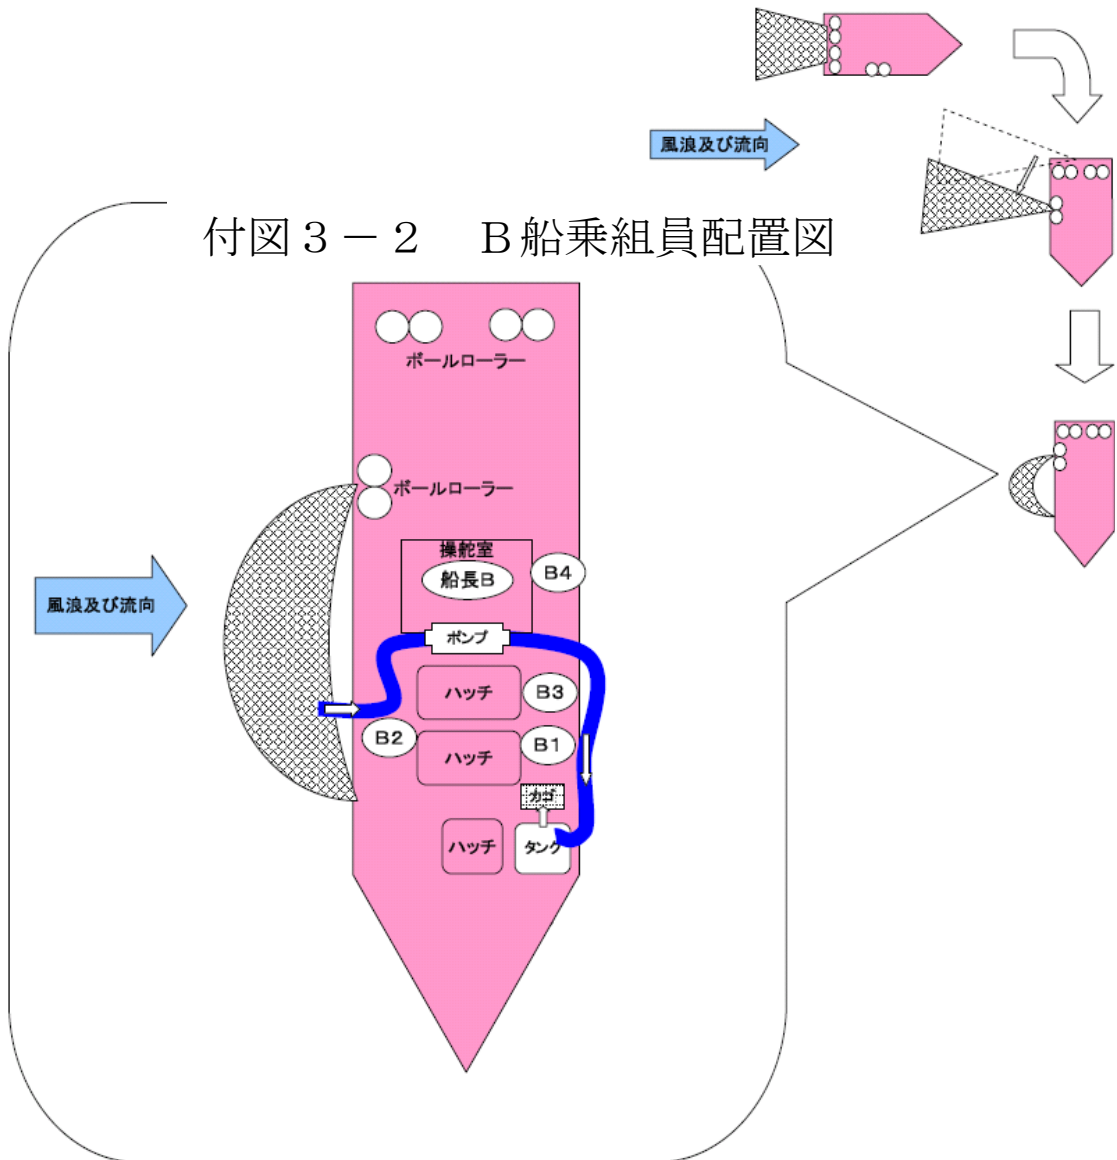 風浪及び流向
付図３－２　Ｂ船乗組員配置図
ボールローラー
ボールローラー
操舵室
船長B
B4
風浪及び流向
ポンプ
ハッチ
B3
B2
ハッチ
B1
カゴ
ハッチ
タンク